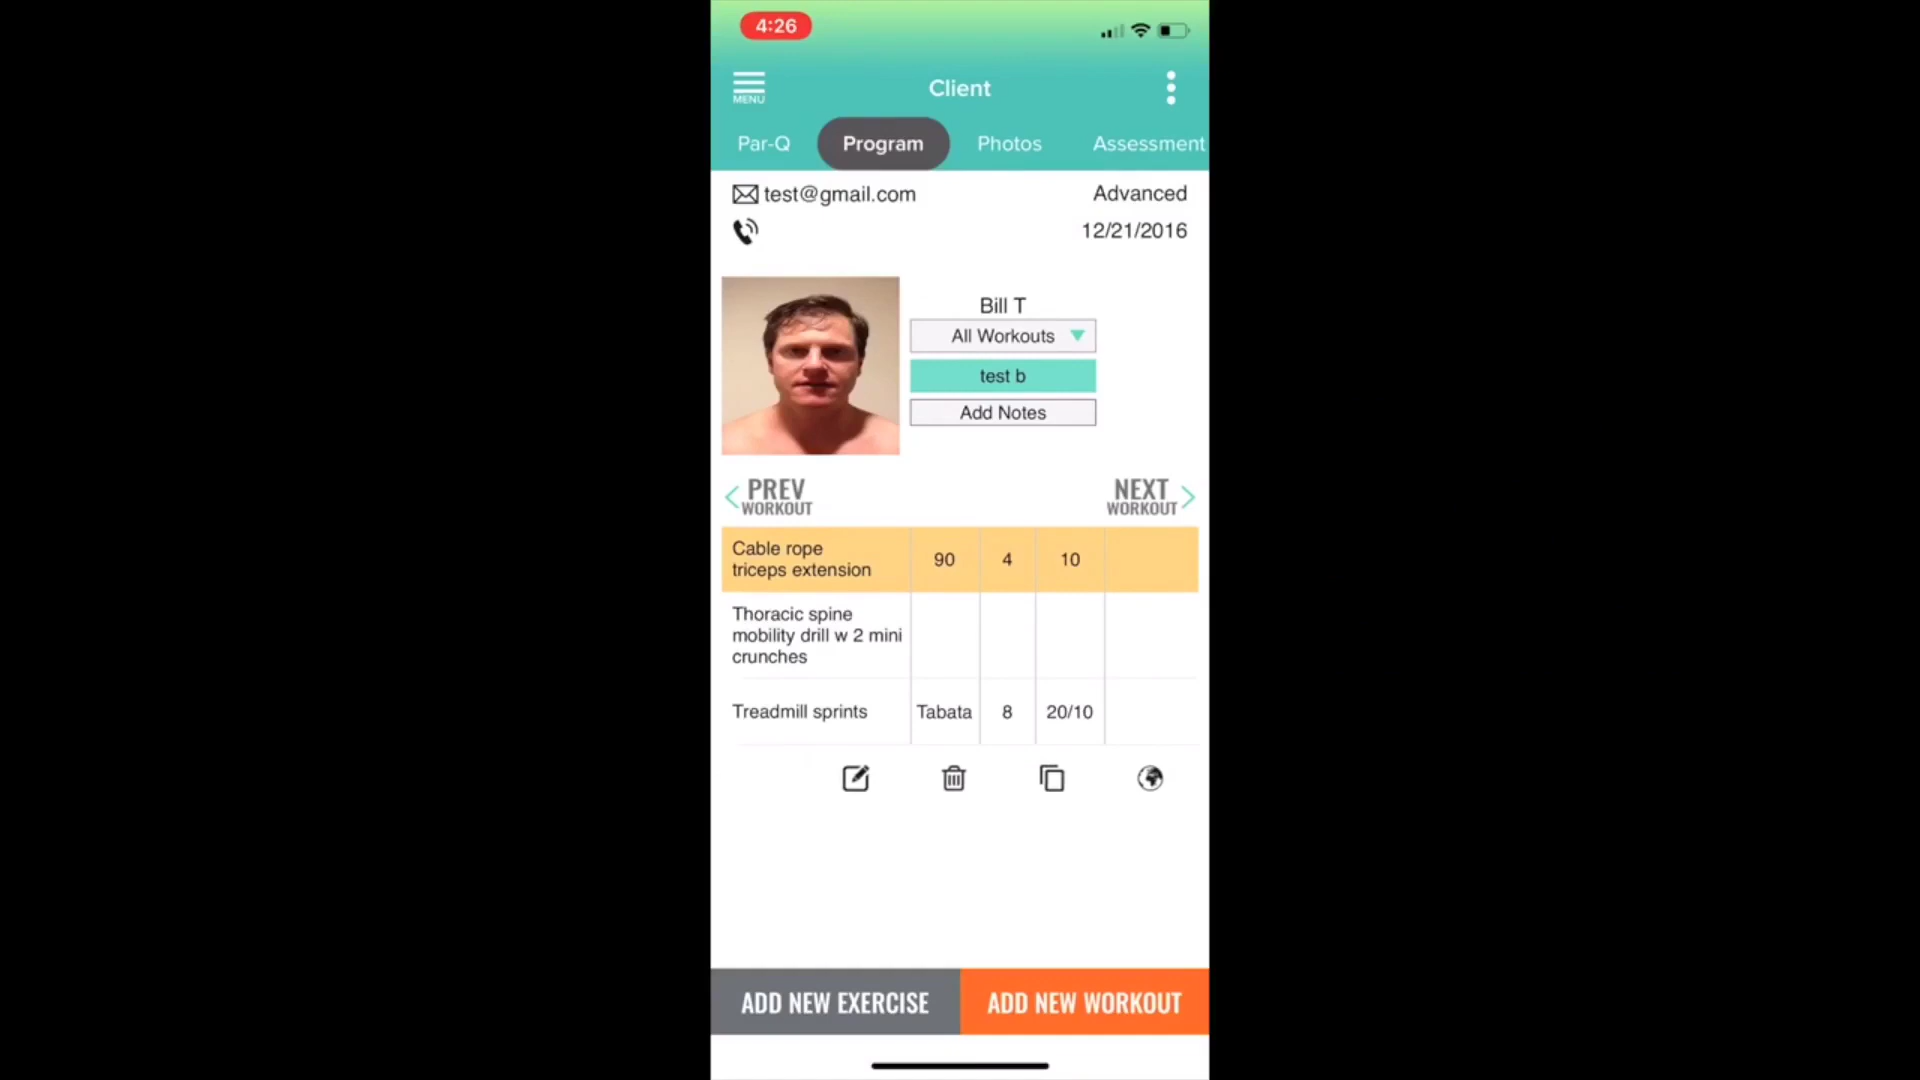 4:26
MENU
Client
Par-Q Program Photos Assessment
test@gmail.com Advanced
12/21/2016
Bill T
All Workouts
test b
Add Notes
PREV
WORKOUT
NEXT
WORKOUT
Cable rope
triceps extension
90 4 10
Thoracic spine
mobility drill w 2 mini
crunches
Treadmill sprints Tabata 8 20/10
ADD NEW EXERCISE ADD NEW WORKOUT